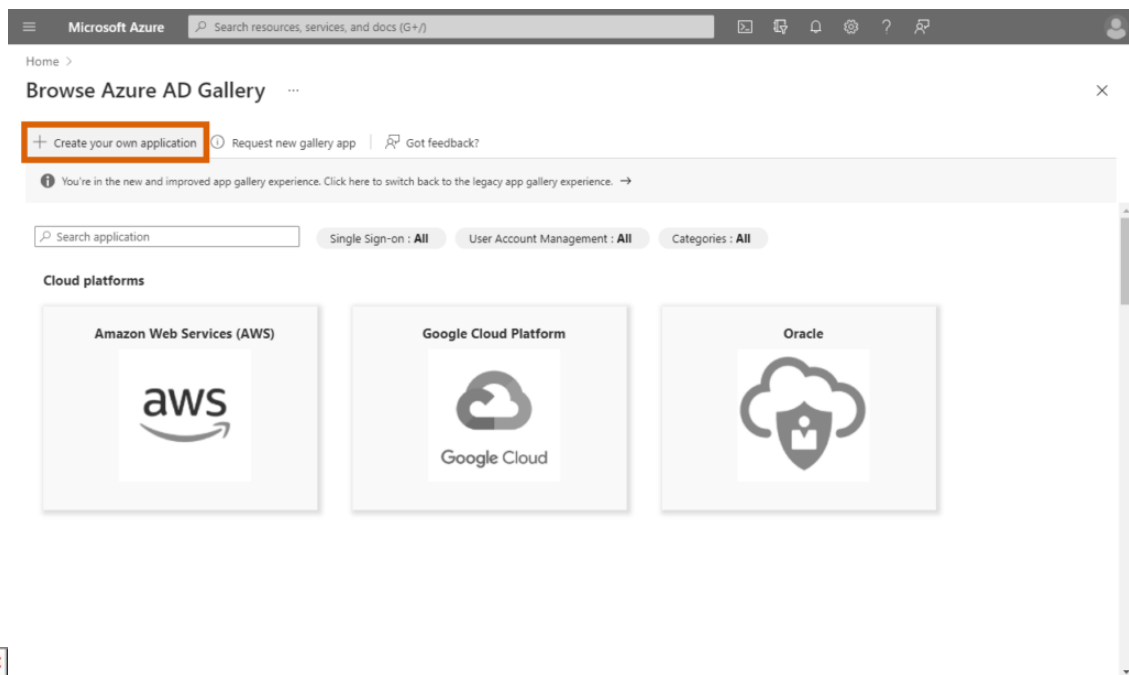 Microsoft Azure Search resources, services, and docs (G+/)
Home >
Browse Azure AD Gallery ...
+ Create your own application Request new gallery app Got feedback?
You're in the new and improved app gallery experience. Click here to switch back to the legacy app gallery experience. →
Search application Single Sign-on : All User Account Management : All Categories : All
Cloud platforms
Amazon Web Services (AWS) Google Cloud Platform Oracle
aws
Google Cloud